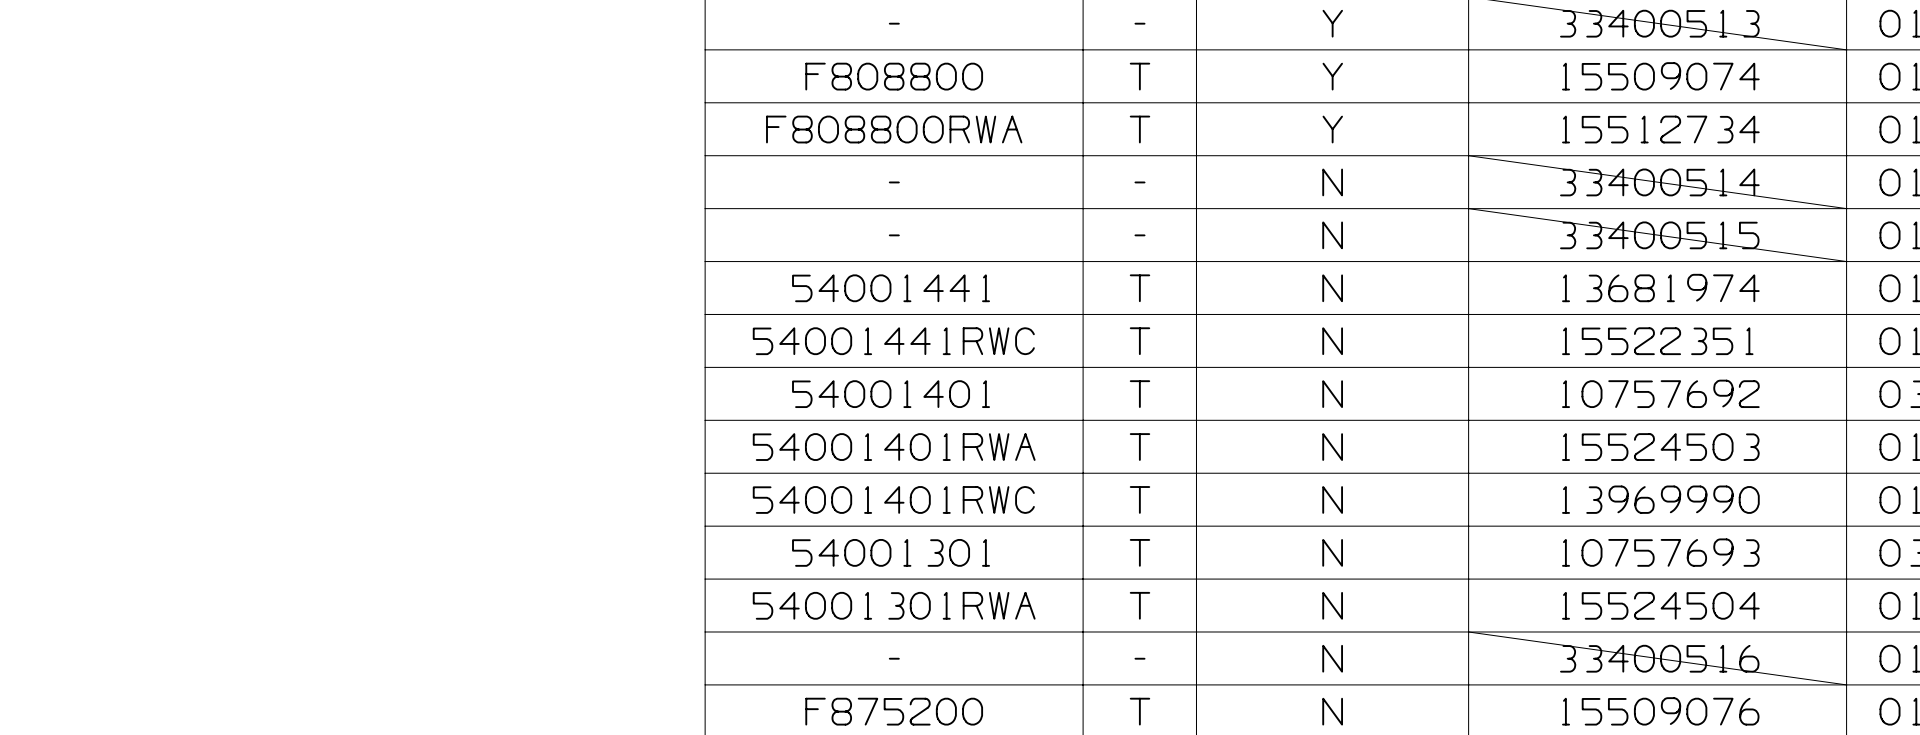 - - Y 33400513 01
F808800 T Y 15509074 01
F808800RWA T Y 15512734 01
- - N 33400514 01
- - N 33400515 01
54001441 T N 13681974 01
54001441RWC T N 15522351 01
54001401 T N 10757692 03
54001401RWA T N 15524503 01
54001401RWC T N 13969990 01
54001301 T N 10757693 03
54001301RWA T N 15524504 01
- - N 33400516 01
F875200 T N 15509076 01